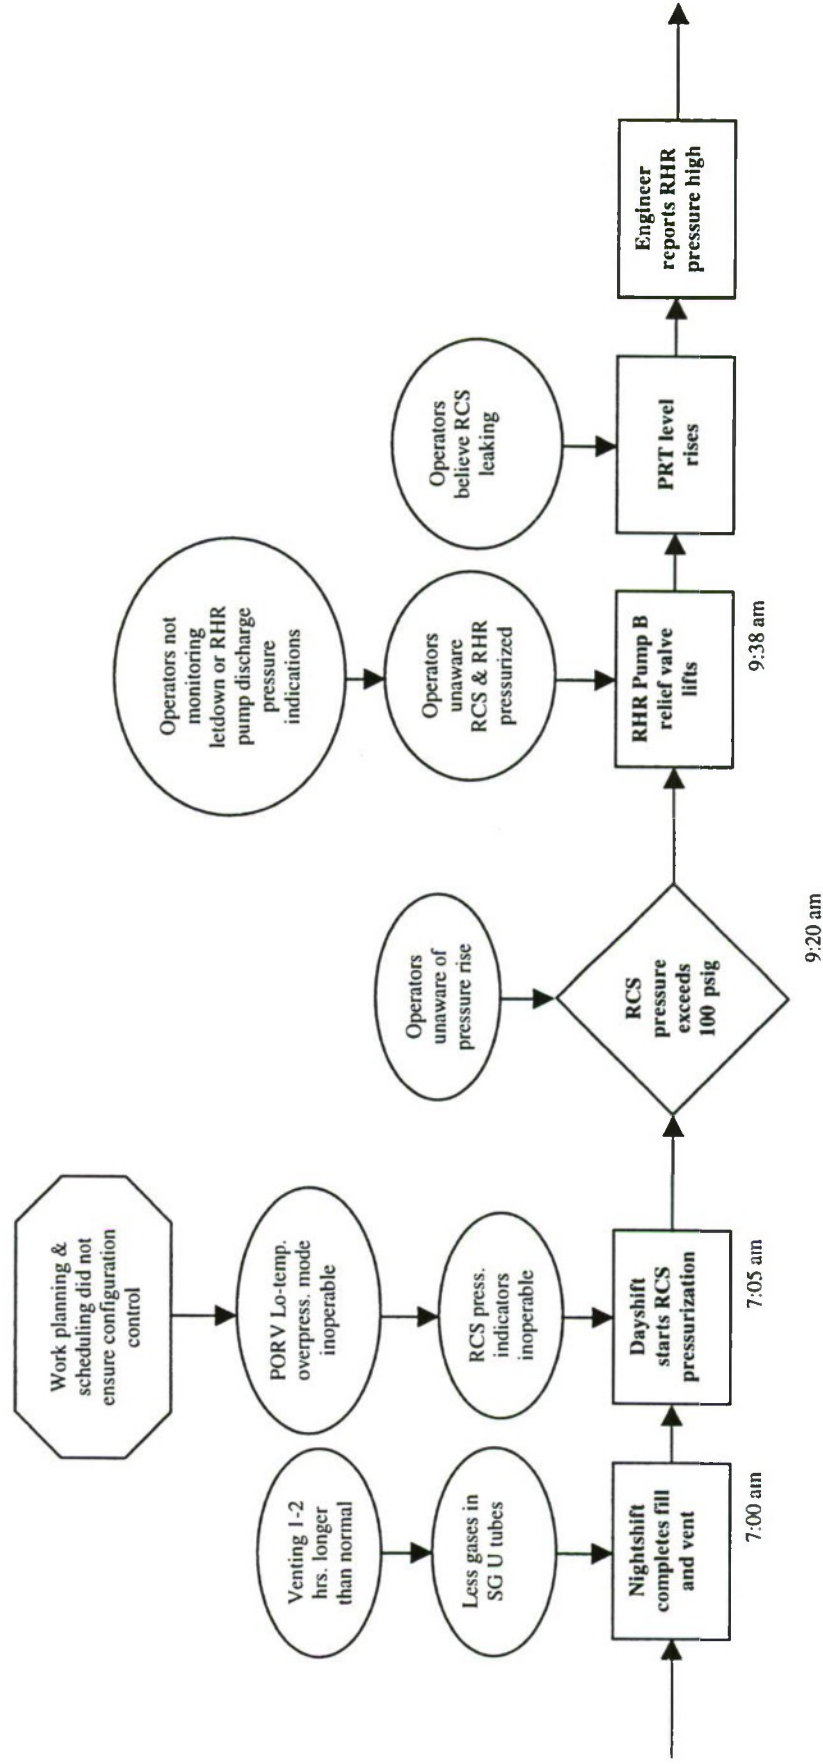 Work planning &
scheduling did not
ensure configuration
control
Venting 1-2
hrs. longer
than normal
PORV Lo-temp.
overpress. mode
inoperable
Operators not
monitoring
letdown or RHR
pump discharge
pressure
indications
Less gases in
SG U tubes
RCS press.
indicators
inoperable
Operators
unaware of
pressure rise
Operators
unaware
RCS & RHR
pressurized
Operators
believe RCS
leaking
Nightshift
completes fill
and vent
Dayshift
starts RCS
pressurization
RCS
pressure
exceeds
100 psig
RHR Pump B
relief valve
lifts
PRT level
rises
Engineer
reports RHR
pressure high
7:00 am
7:05 am
9:20 am
9:38 am